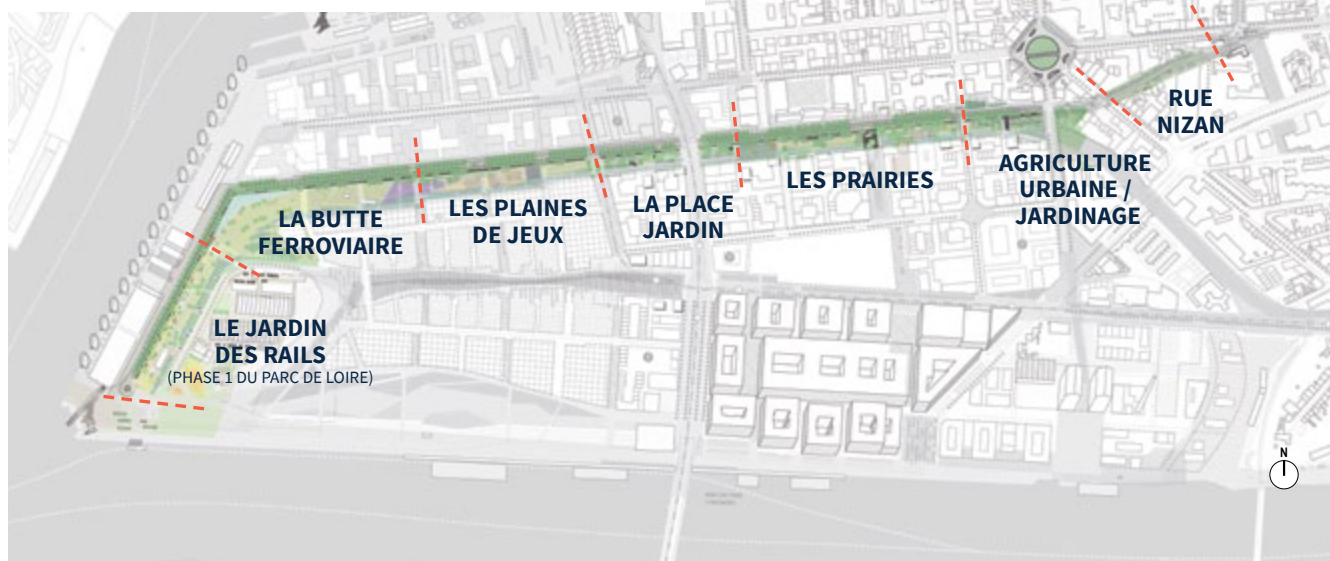 RUE
NIZAN
AGRICULTURE
URBAINE /
JARDINAGE
LES PRAIRIES
LA PLACE
JARDIN
LES PLAINES
DE JEUX
LA BUTTE
FERROVIAIRE
LE JARDIN
DES RAILS
(PHASE 1 DU PARC DE LOIRE)
N